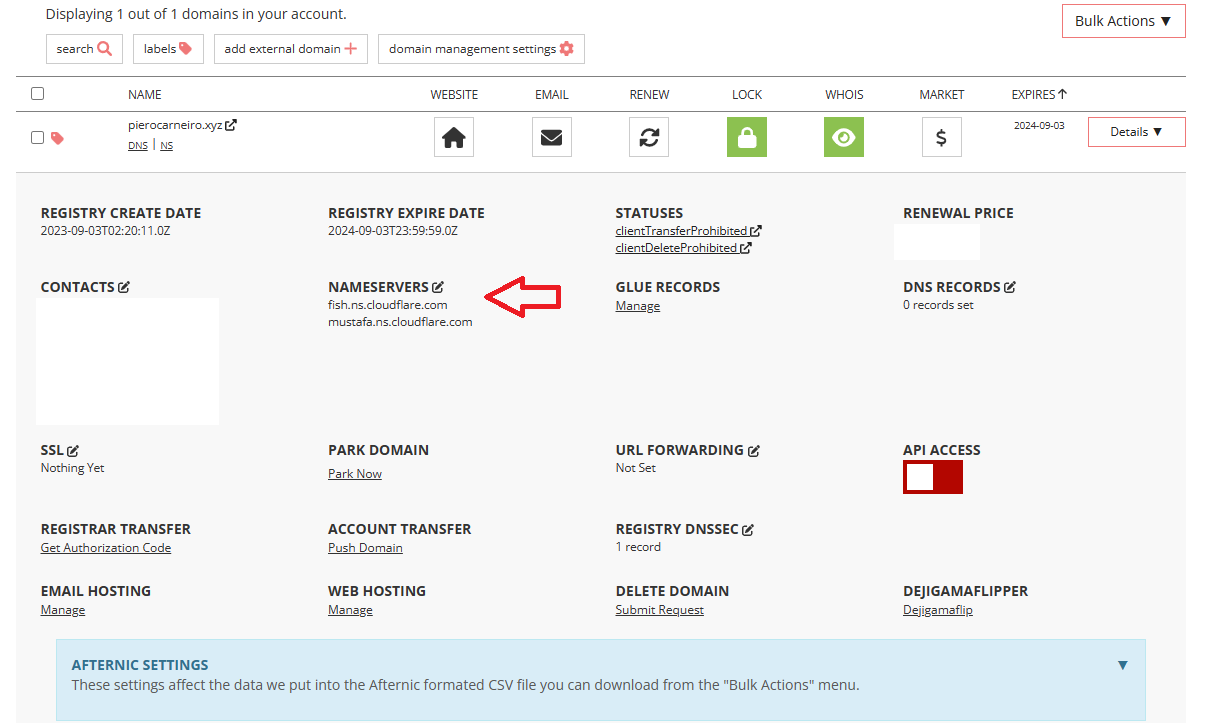 Displaying 1 out of 1 domains in your account.
Bulk Actions ▼
search
labels
add external domain
domain management settings
NAME WEBSITE EMAIL RENEW LOCK WHOIS MARKET EXPIRES
pierocarneiro.xyz
DNS | NS
$
2024-09-03
Details ▼
REGISTRY CREATE DATE
2023-09-03T02:20:11.0Z
REGISTRY EXPIRE DATE
2024-09-03T23:59:59.0Z
STATUSES
clientTransferProhibited
clientDeleteProhibited
RENEWAL PRICE
CONTACTS
NAMESERVERS
fish.ns.cloudflare.com
mustafa.ns.cloudflare.com
GLUE RECORDS
Manage
DNS RECORDS
0 records set
SSL
Nothing Yet
PARK DOMAIN
Park Now
URL FORWARDING
Not Set
API ACCESS
REGISTRAR TRANSFER
Get Authorization Code
ACCOUNT TRANSFER
Push Domain
REGISTRY DNSSEC
1 record
EMAIL HOSTING
Manage
WEB HOSTING
Manage
DELETE DOMAIN
Submit Request
DEJIGAMAFLIPPER
Dejigamaflip
AFTERNIC SETTINGS
▼
These settings affect the data we put into the Afternic formated CSV file you can download from the "Bulk Actions" menu.